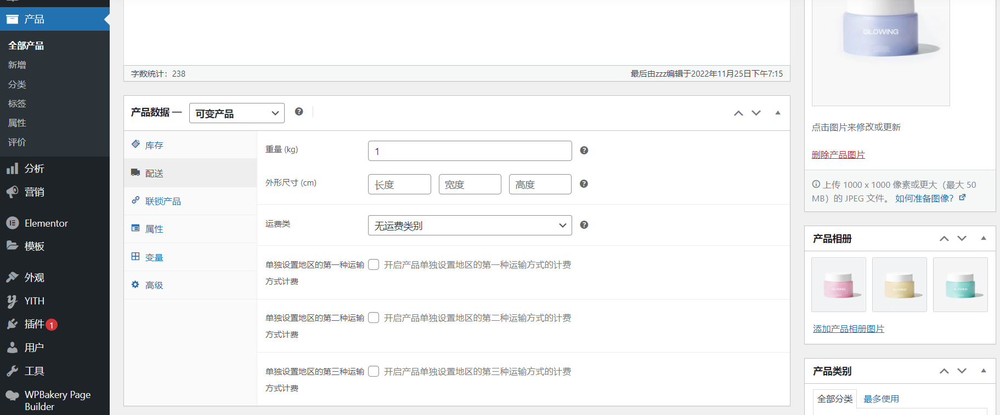 产品
全部产品
新增
分类
标签
属性
评价
分析
营销
Elementor
模板
外观
YITH
插件 1
用户
工具
WPBakery Page
Builder
字数统计：238
最后由zzz编辑于2022年11月25日下午7:15
产品数据 —
可变产品
库存
配送
联锁产品
属性
变量
高级
重量 (kg)
1
外形尺寸 (cm)
长度
宽度
高度
运费类
无运费类别
单独设置地区的第一种运输
方式计费
开启产品单独设置地区的第一种运输方式的计费
单独设置地区的第二种运输
方式计费
开启产品单独设置地区的第二种运输方式的计费
单独设置地区的第三种运输
方式计费
开启产品单独设置地区的第三种运输方式的计费
GLOWING
点击图片来修改或更新
删除产品图片
上传 1000 x 1000 像素或更大（最大 50
MB）的 JPEG 文件。 如何准备图像？
产品相册
GLOWING
GLOWING
GLOWING
添加产品相册图片
产品类别
全部分类
最多使用